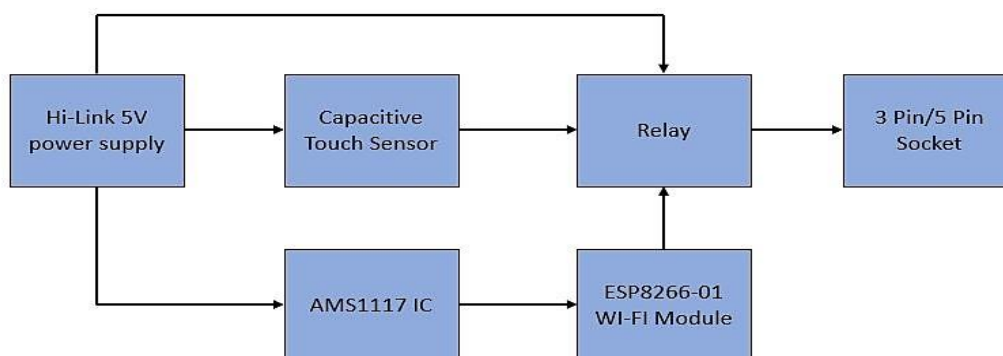 Hi-Link 5V
power supply
Capacitive
Touch Sensor
Relay
3 Pin/5 Pin
Socket
AMS1117 IC
ESP8266-01
WI-FI Module